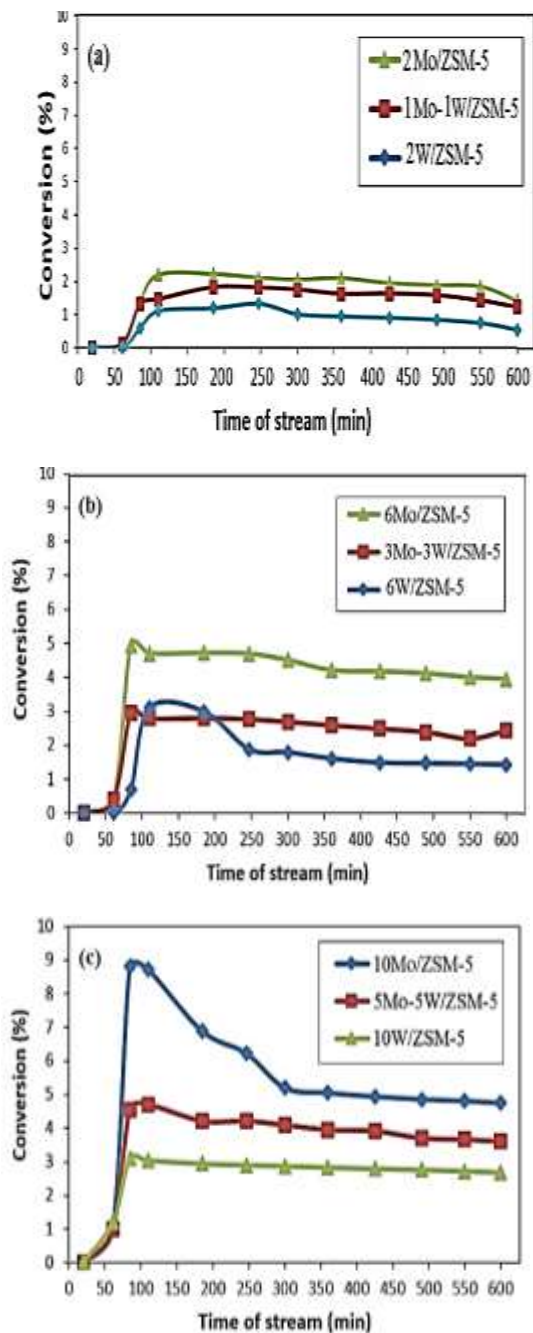 (a)
2Mo/ZSM-5
1Mo-1W/ZSM-5
2W/ZSM-5
Conversion (%)
10
9
8
7
6
5
4
3
2
1
0
0 50 100 150 200 250 300 350 400 450 500 550 600
Time of stream (min)
(b)
6Mo/ZSM-5
3Mo-3W/ZSM-5
6W/ZSM-5
Conversion (%)
10
9
8
7
6
5
4
3
2
1
0
0 50 100 150 200 250 300 350 400 450 500 550 600
Time of stream (min)
(c)
10Mo/ZSM-5
5Mo-5W/ZSM-5
10W/ZSM-5
Conversion (%)
10
9
8
7
6
5
4
3
2
1
0
0 50 100 150 200 250 300 350 400 450 500 550 600
Time of stream (min)